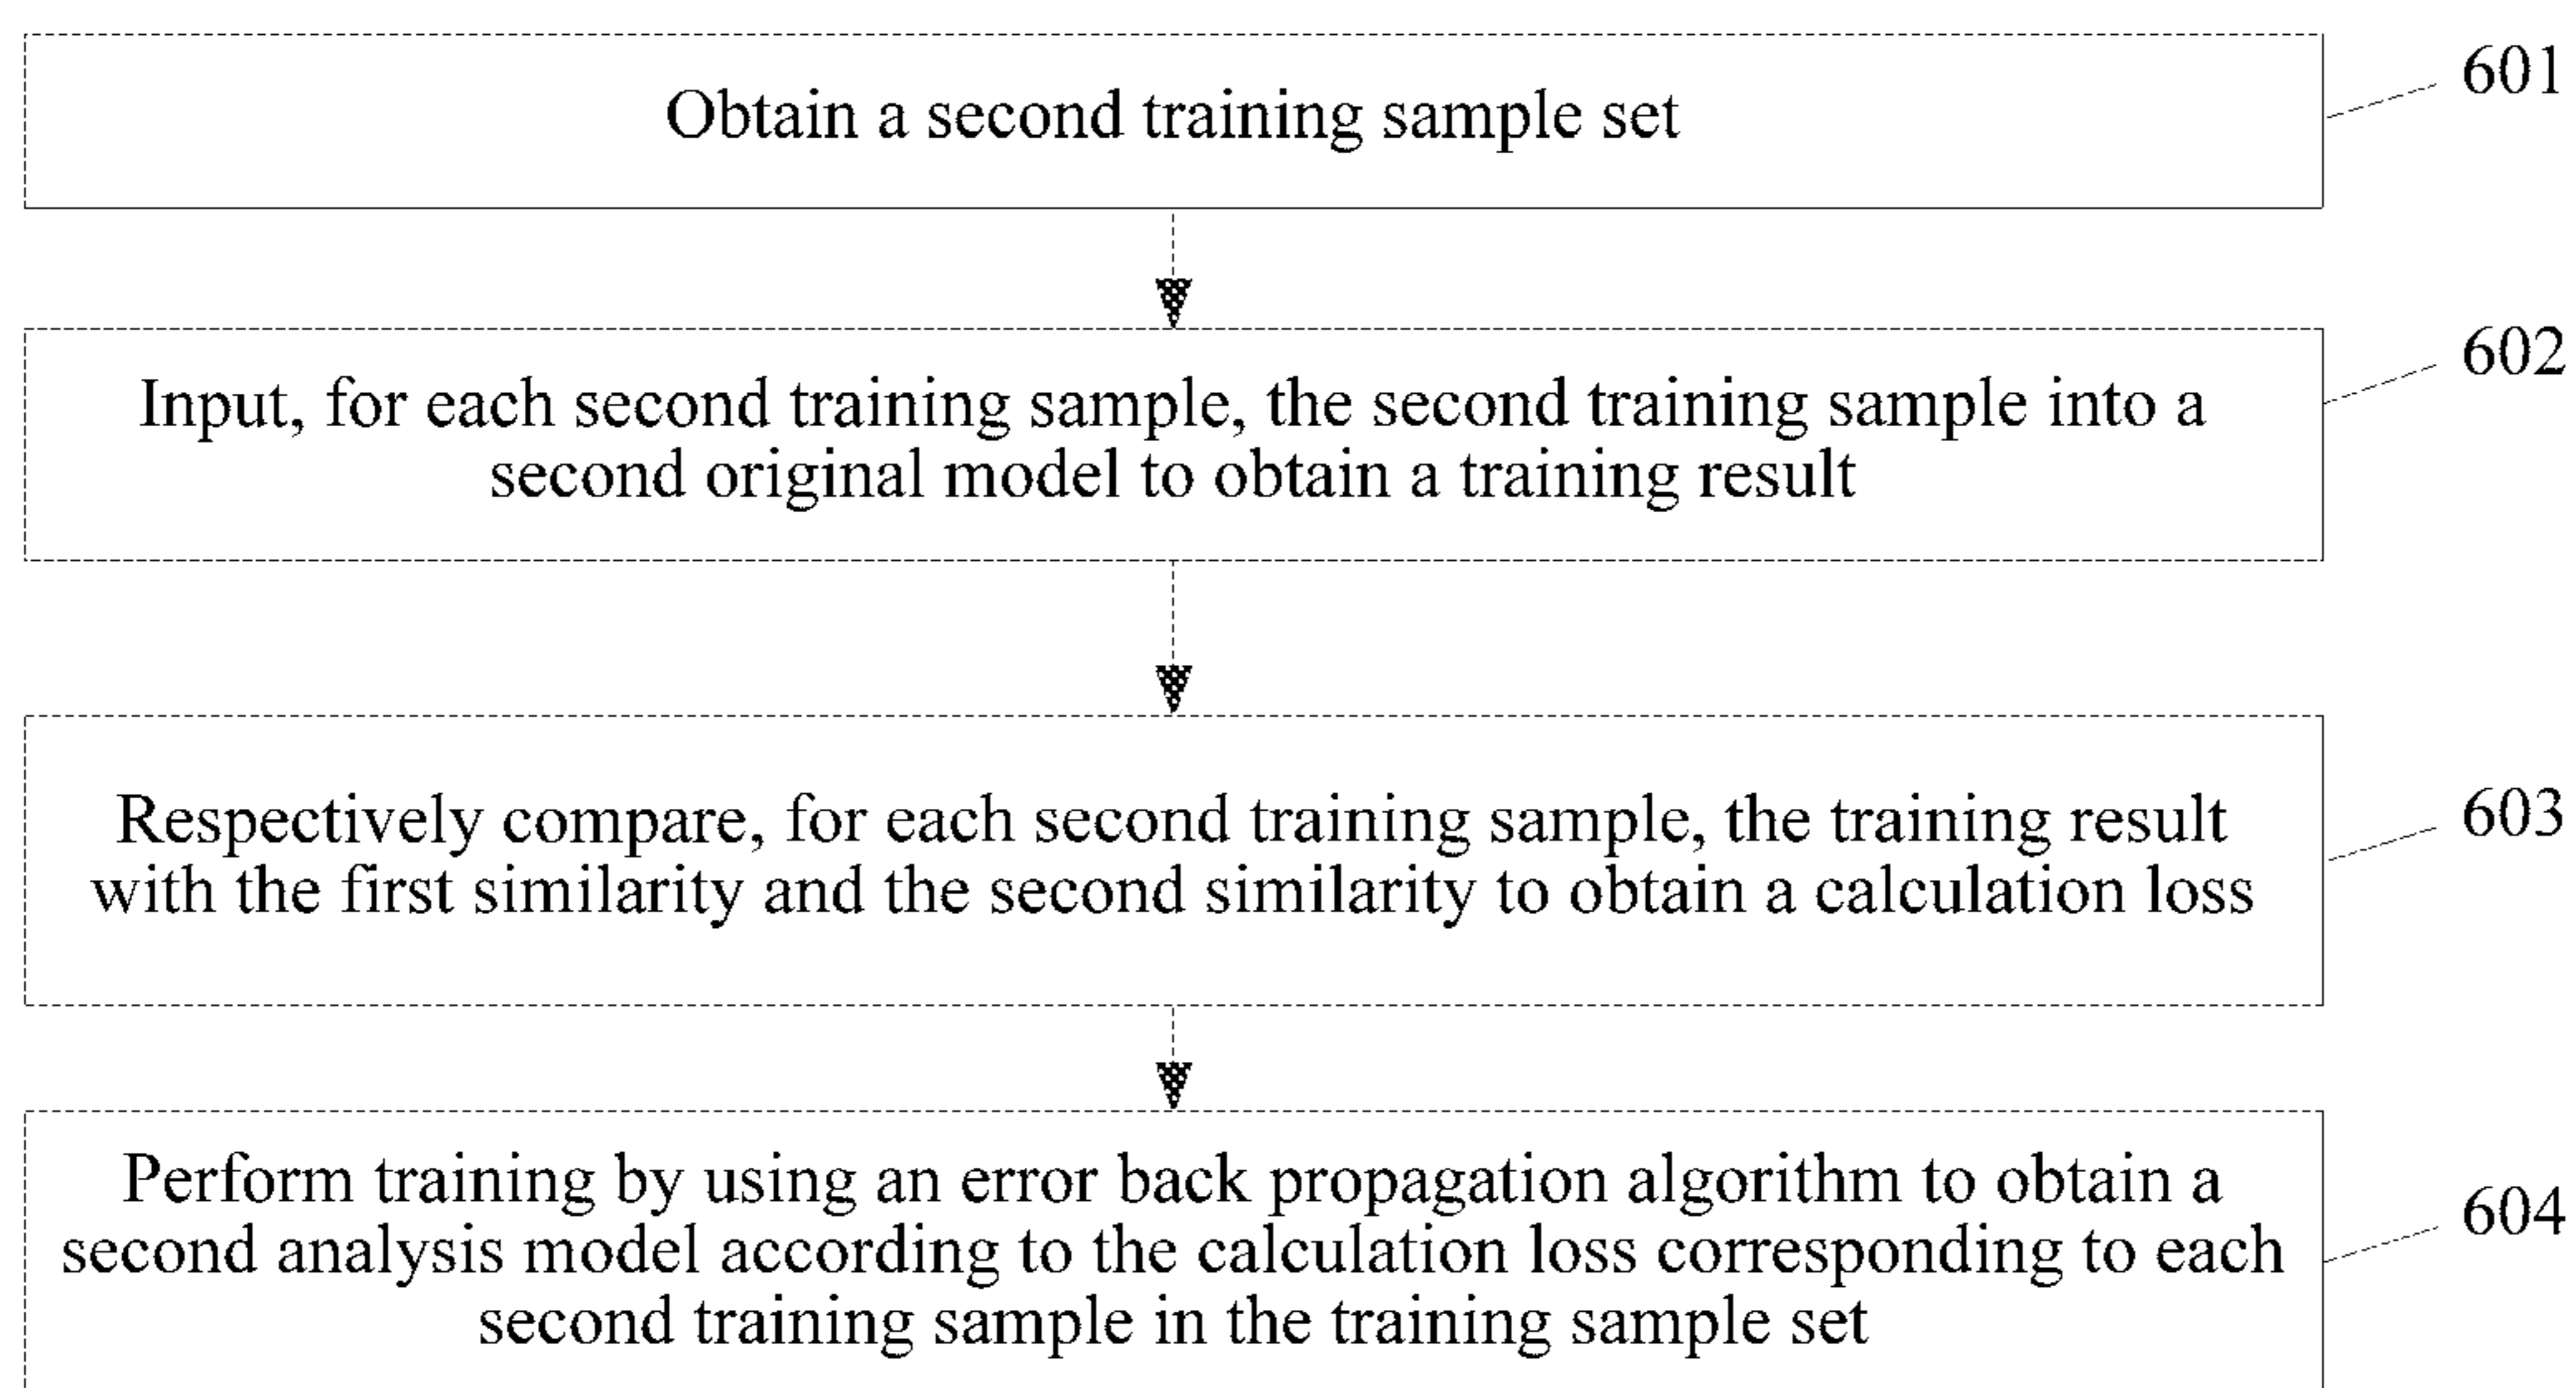 Obtain a second training sample set
601
Input, for each second training sample, the second training sample into a
second original model to obtain a training result
602
Respectively compare, for each second training sample, the training result
with the first similarity and the second similarity to obtain a calculation loss
603
Perform training by using an error back propagation algorithm to obtain a
second analysis model according to the calculation loss corresponding to each
second training sample in the training sample set
604